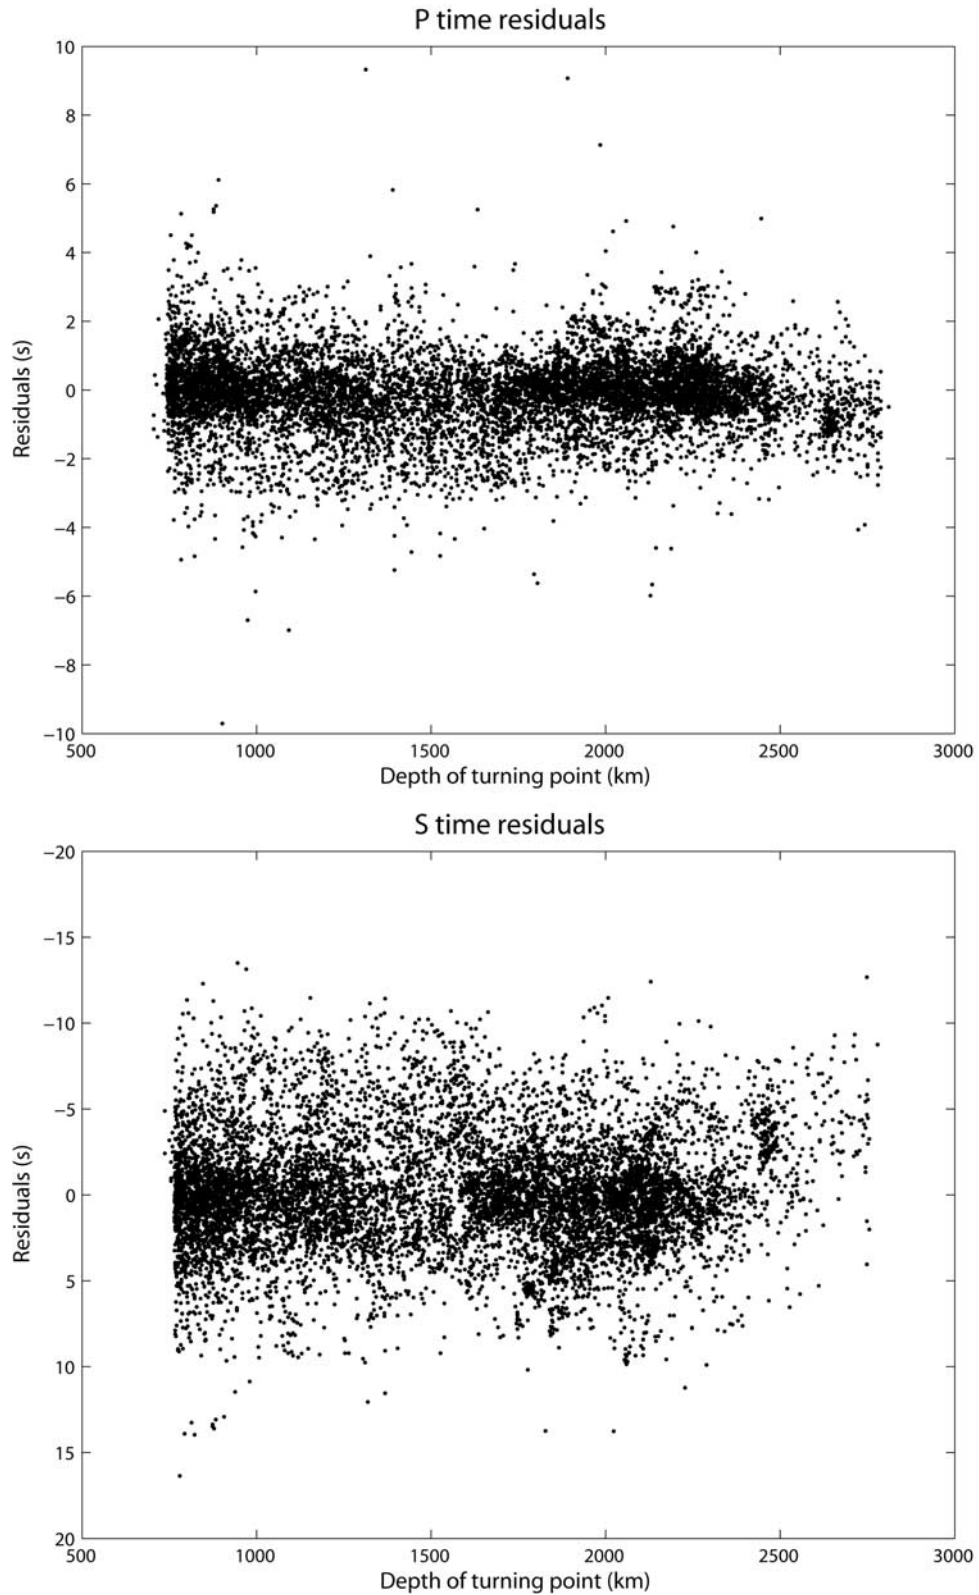 P time residuals
10
8
6
4
2
0
−2
−4
−6
−8
−10
Residuals (s)
500 1000 1500 2000 2500 3000
Depth of turning point (km)
S time residuals
−20
−15
−10
−5
0
5
10
15
20
Residuals (s)
500 1000 1500 2000 2500 3000
Depth of turning point (km)